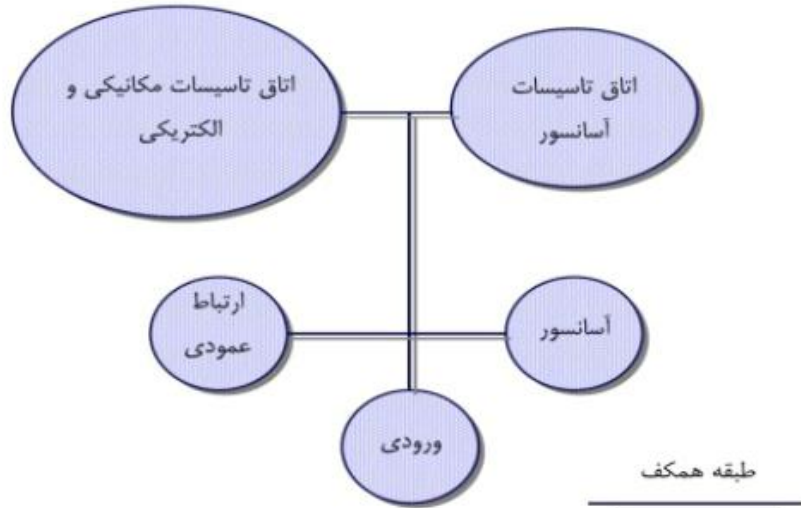 اتاق تاسیسات
آسانسور
اتاق تاسیسات مکانیکی و
الکتریکی
آسانسور
ارتباط
عمودی
ورودی
طبقه همکف